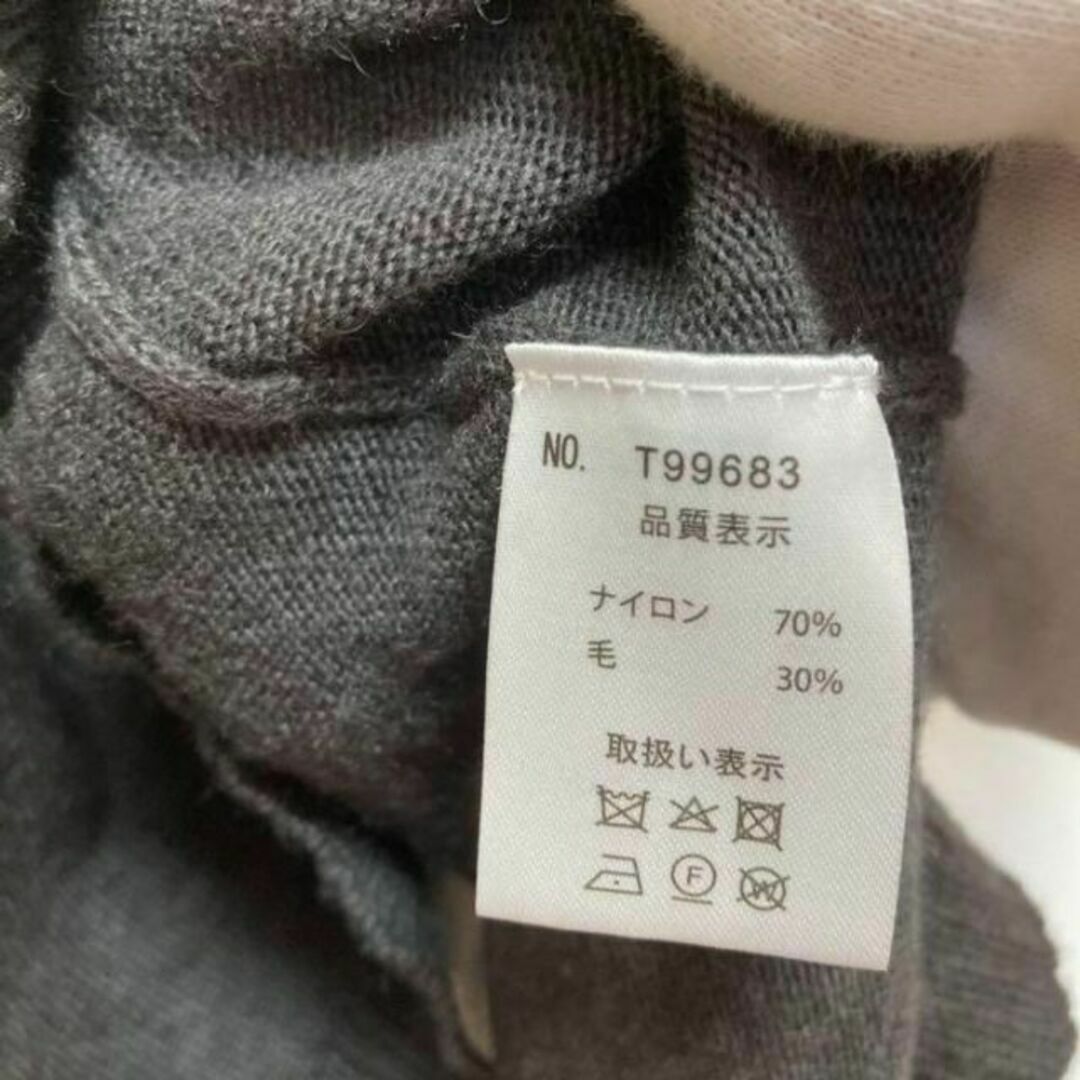 NO. T99683
品質表示
ナイロン 70%
毛 30%
取扱い表示
F W